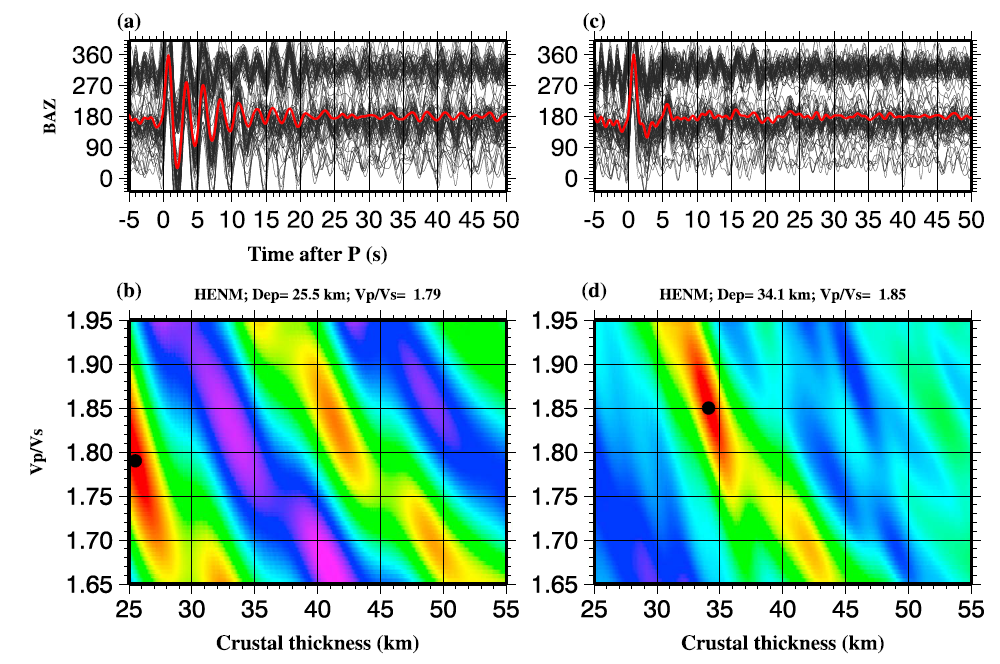 (a)
(c)
360
270
180
90
0
BAZ
-5 0 5 10 15 20 25 30 35 40 45 50
Time after P (s)
360
270
180
90
0
-5 0 5 10 15 20 25 30 35 40 45 50
(b)
HENM; Dep= 25.5 km; Vp/Vs= 1.79
1.95
1.90
1.85
1.80
1.75
1.70
1.65
Vp/Vs
25 30 35 40 45 50 55
Crustal thickness (km)
(d)
HENM; Dep= 34.1 km; Vp/Vs= 1.85
1.95
1.90
1.85
1.80
1.75
1.70
1.65
25 30 35 40 45 50 55
Crustal thickness (km)